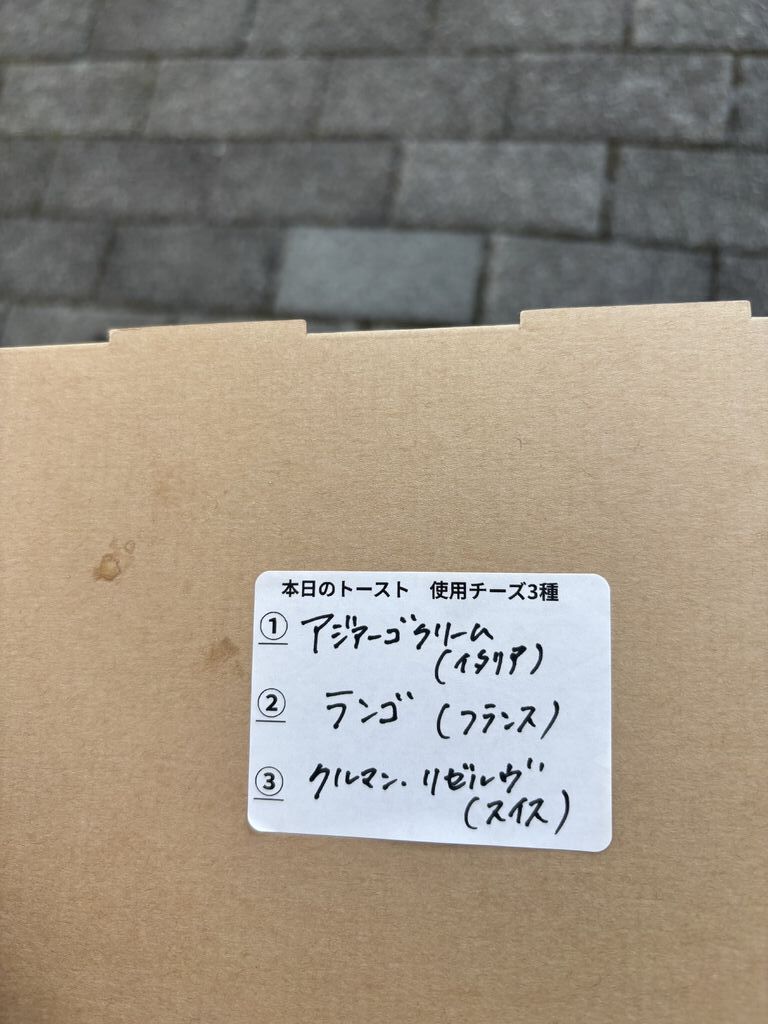 本日のトースト 使用チーズ3種
① アジアーゴクリーム
(イタリア)
② ランゴ (フランス)
③ クルマン・リゼルヴ
(スイス)